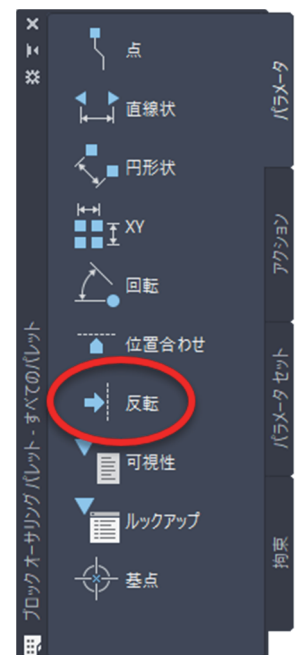 点
直線状
円形状
XY
回転
位置合わせ
反転
可視性
ルックアップ
基点
パラメータ
アクション
パラメータ セット
拘束
ブロック オーサリング パレット - すべてのパレット